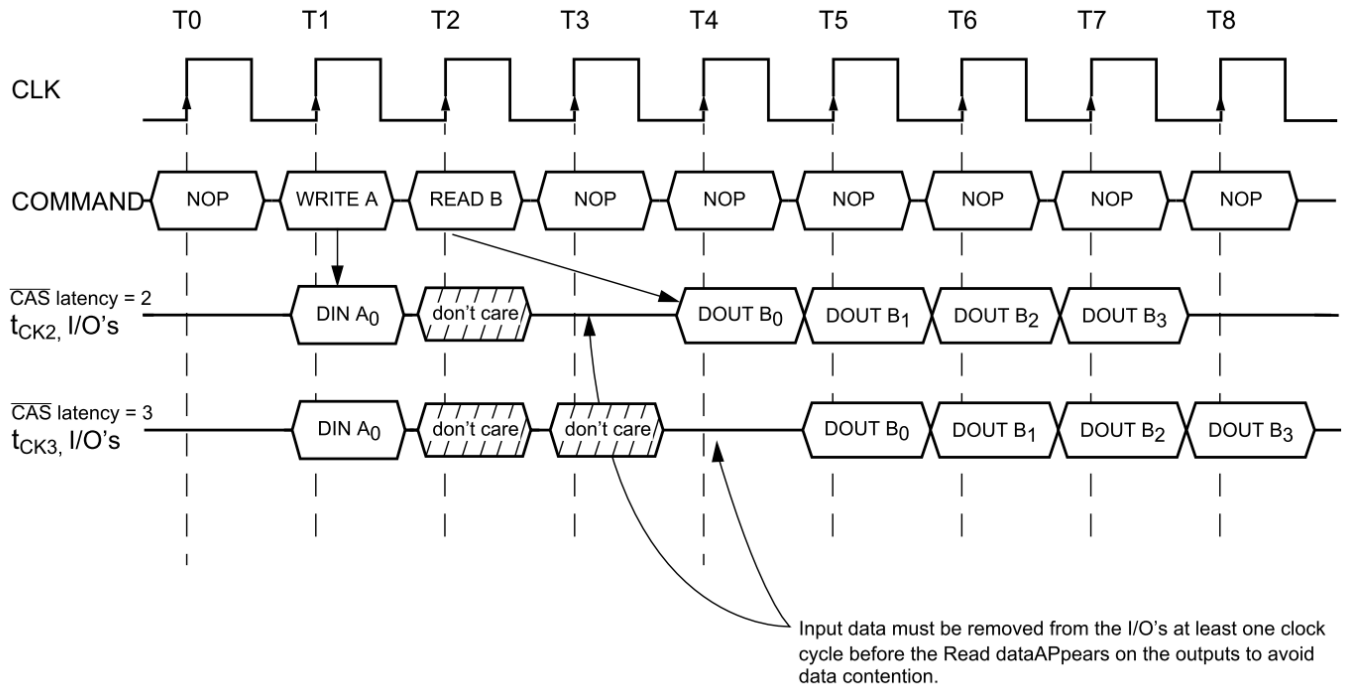 T0 T1 T2 T3 T4 T5 T6 T7 T8
CLK
COMMAND NOP WRITE A READ B NOP NOP NOP NOP NOP NOP
CAS latency = 2
tCK2, I/O's DIN A0 don't care DOUT B0 DOUT B1 DOUT B2 DOUT B3
CAS latency = 3
tCK3, I/O's DIN A0 don't care don't care DOUT B0 DOUT B1 DOUT B2 DOUT B3
Input data must be removed from the I/O's at least one clock
cycle before the Read dataAPpears on the outputs to avoid
data contention.